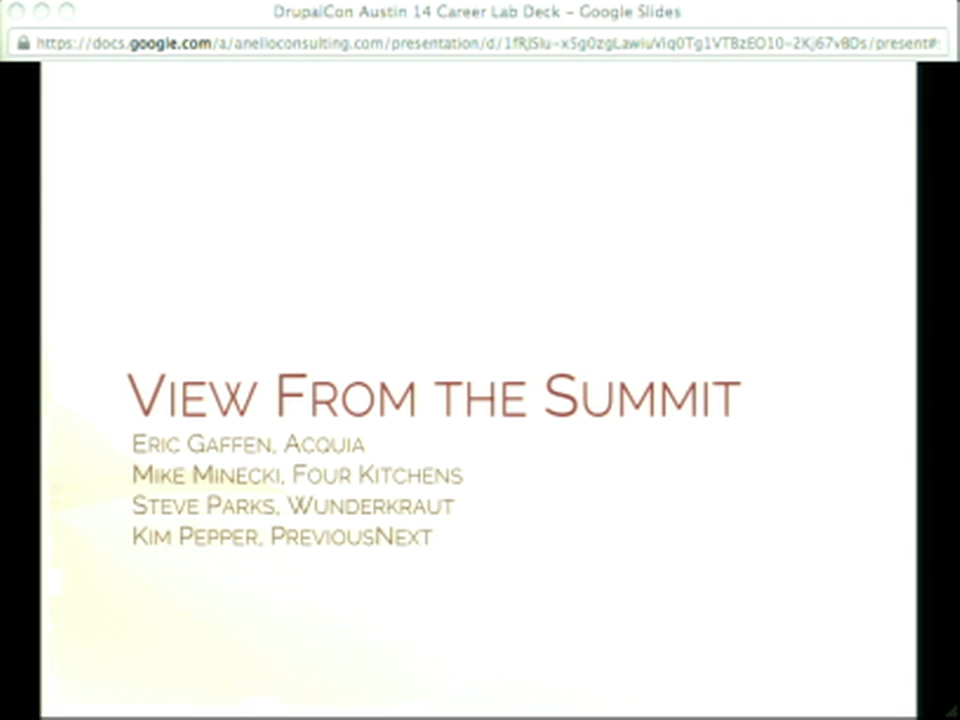 DrupalCon Austin 14 Career Lab Deck – Google Slides
View From the Summit
Eric Gaffen, Acquia
Mike Minecki, Four Kitchens
Steve Parks, Wunderkraut
Kim Pepper, PreviousNext